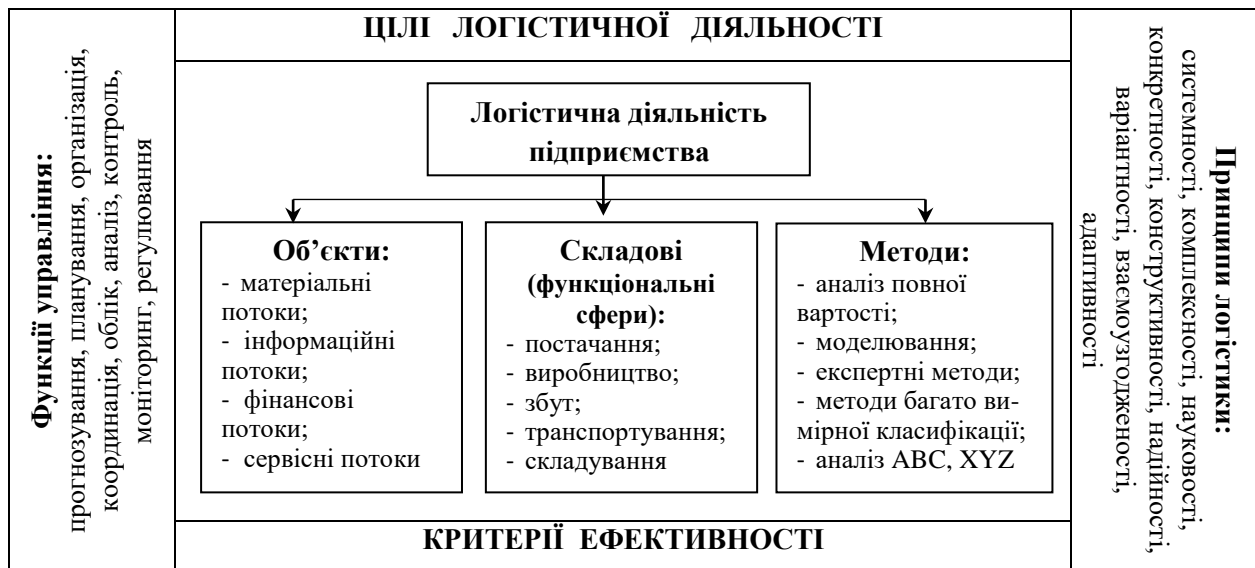 Функції управління:
прогнозування, планування, організація,
координація, облік, аналіз, контроль,
моніторинг, регулювання
ЦІЛІ ЛОГІСТИЧНОЇ ДІЯЛЬНОСТІ
Логістична діяльність
підприємства
Об’єкти:
- матеріальні
потоки;
- інформаційні
потоки;
- фінансові
потоки;
- сервісні потоки
Складові
(функціональні
сфери):
- постачання;
- виробництво;
- збут;
- транспортування;
- складування
Методи:
- аналіз повної
вартості;
- моделювання;
- експертні методи;
- методи багато ви-
мірної класифікації;
- аналіз ABC, XYZ
КРИТЕРІЇ ЕФЕКТИВНОСТІ
Принципи логістики:
системності, комплексності, науковості,
конкретності, конструктивності, надійності,
варіантності, взаємоузгодженості,
адаптивності